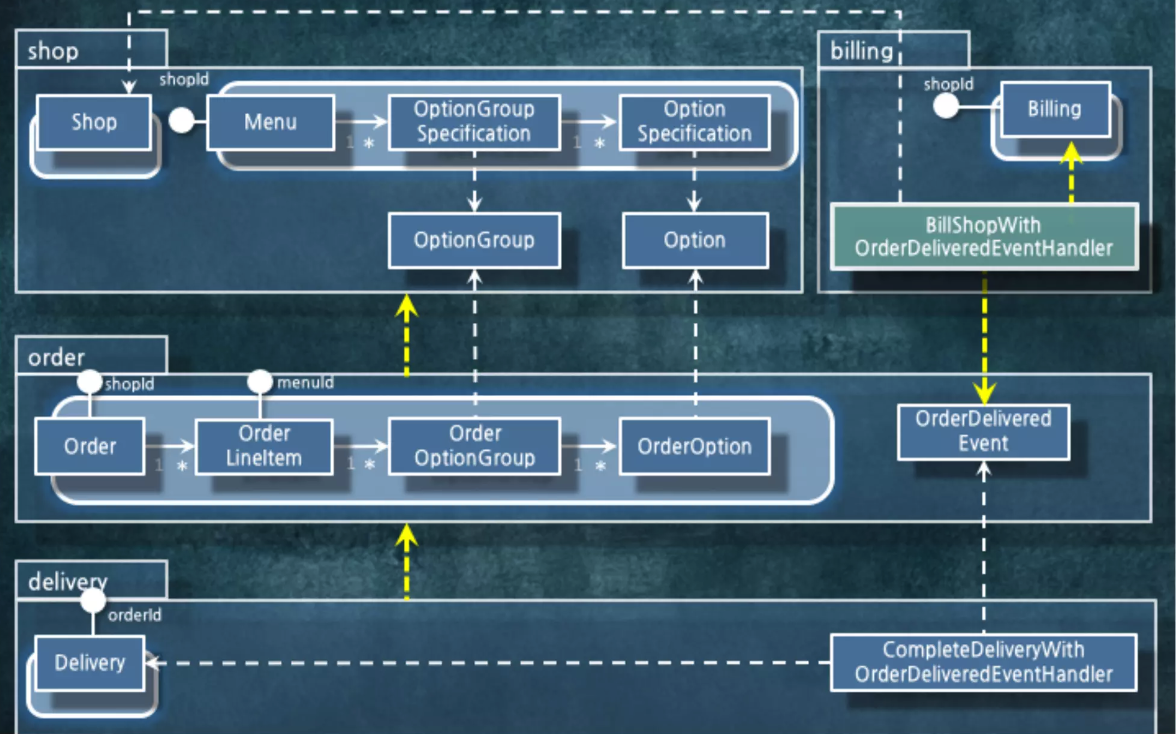 shop
billing
shopId
shopId
Shop
Menu
OptionGroup
Specification
Option
Specification
Billing
1
*
1
*
OptionGroup
Option
BillShopWith
OrderDeliveredEventHandler
order
shopId
menuId
Order
Order
LineItem
Order
OptionGroup
OrderOption
OrderDelivered
Event
1
*
1
*
1
*
delivery
orderId
Delivery
CompleteDeliveryWith
OrderDeliveredEventHandler